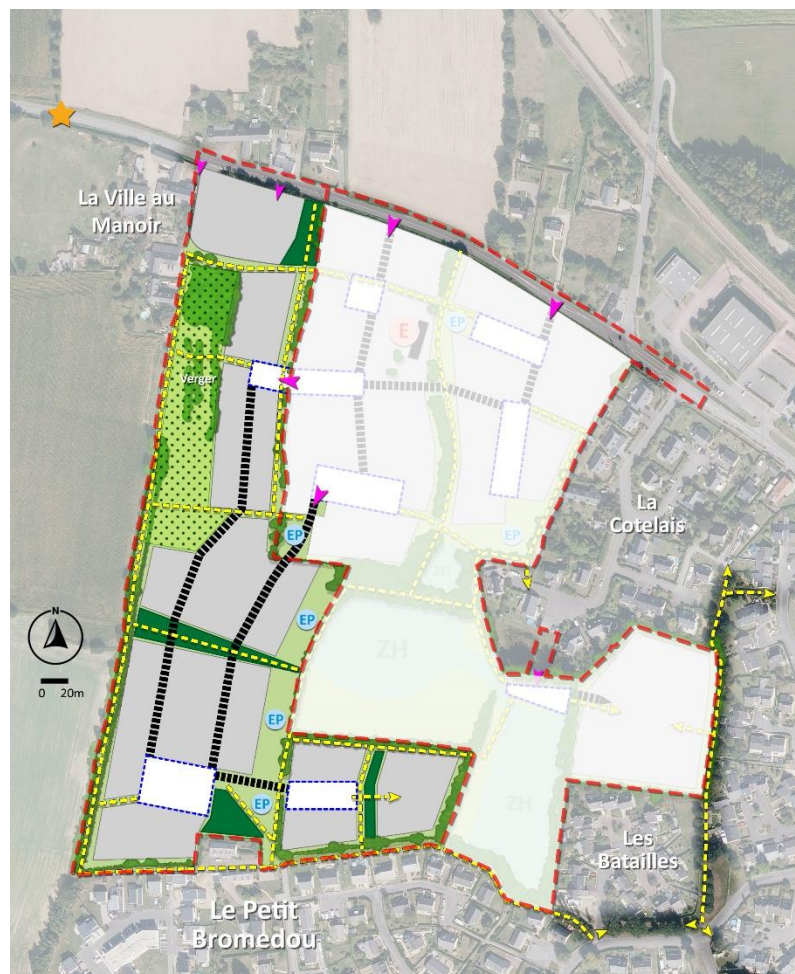 La Ville au
Manoir
E
EP
Verger
La
Cotelais
EP
EP
ZH
EP
ZH
N
0 20m
EP
ZH
EP
Les
Batailles
Le Petit
Bromedou